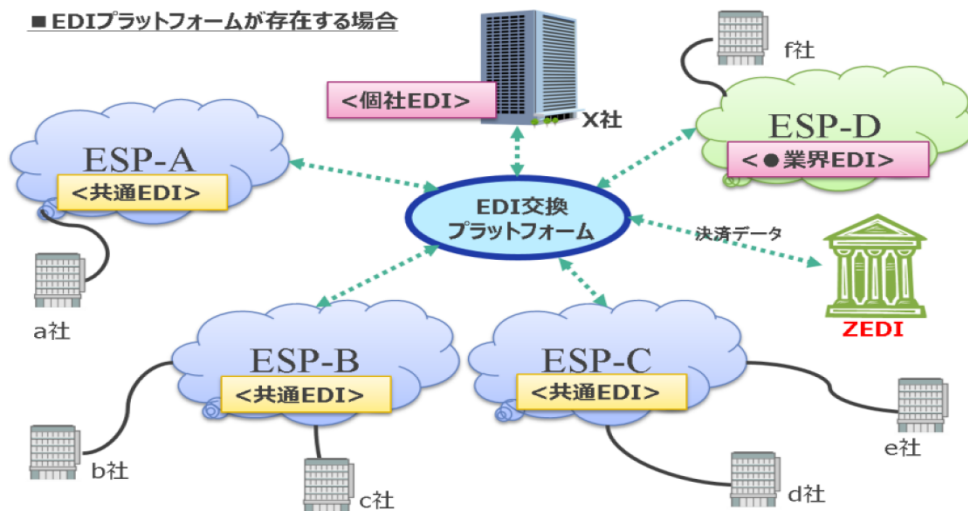 ■EDIプラットフォームが存在する場合
f社
<個社EDI>
X社
ESP-A
<共通EDI>
ESP-D
<●業界EDI>
EDI交換
プラットフォーム
決済データ
a社
ZEDI
ESP-B
<共通EDI>
ESP-C
<共通EDI>
b社
c社
d社
e社